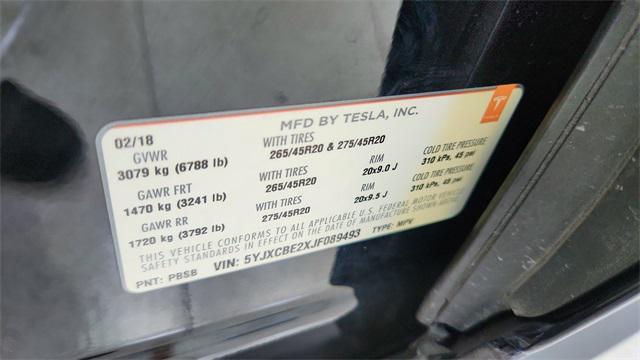 MFD BY TESLA, INC.
02/18
GVWR
3079 kg (6788 lb)
WITH TIRES
265/45R20 & 275/45R20
COLD TIRE PRESSURE
310 kPa, 45 psi
GAWR FRT
1470 kg (3241 lb)
WITH TIRES
265/45R20
RIM
20x9.0 J
COLD TIRE PRESSURE
310 kPa, 45 psi
GAWR RR
1720 kg (3792 lb)
WITH TIRES
275/45R20
RIM
20x9.5 J
THIS VEHICLE CONFORMS TO ALL APPLICABLE U.S. FEDERAL MOTOR VEHICLE
SAFETY STANDARDS IN EFFECT ON THE DATE OF MANUFACTURE SHOWN ABOVE.
PNT: PBSB VIN: 5YJXCBE2XJF089493 TYPE: MPV